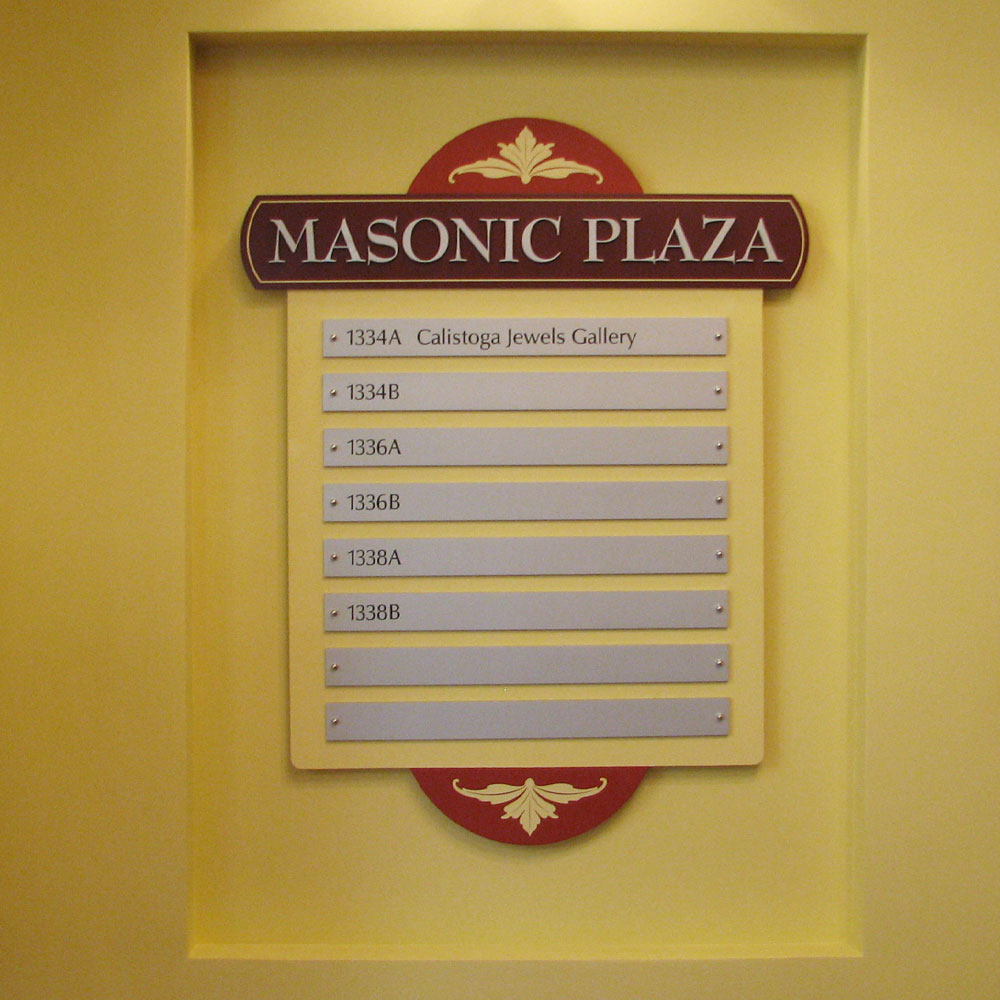 MASONIC PLAZA
1334A Calistoga Jewels Gallery
1334B
1336A
1336B
1338A
1338B